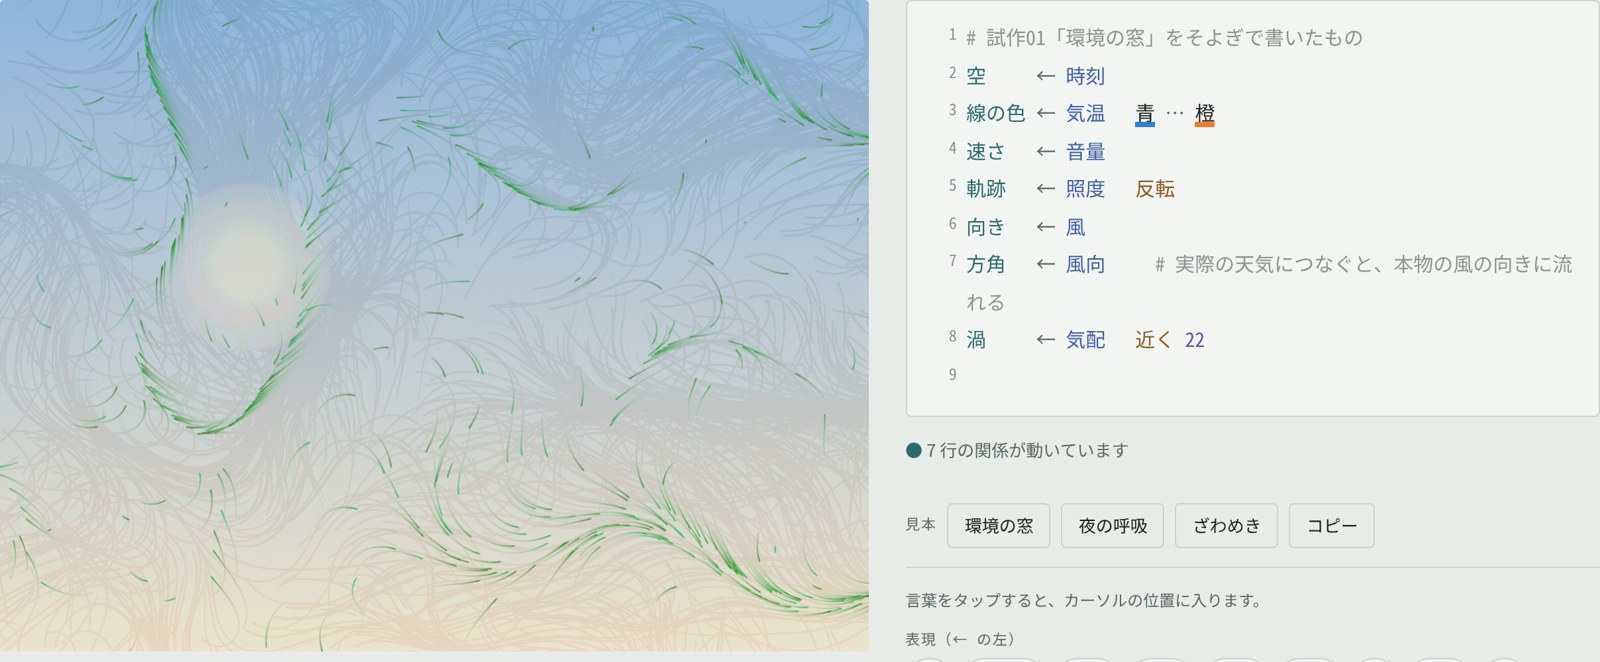 1 # 試作01「環境の窓」をそよぎで書いたもの
2 空 ← 時刻
3 線の色 ← 気温 青 … 橙
4 速さ ← 音量
5 軌跡 ← 照度 反転
6 向き ← 風
7 方角 ← 風向 # 実際の天気につなぐと、本物の風の向きに流
れる
8 渦 ← 気配 近く 22
9
7 行の関係が動いています
見本 環境の窓 夜の呼吸 ざわめき コピー
言葉をタップすると、カーソルの位置に入ります。
表現（← の左）